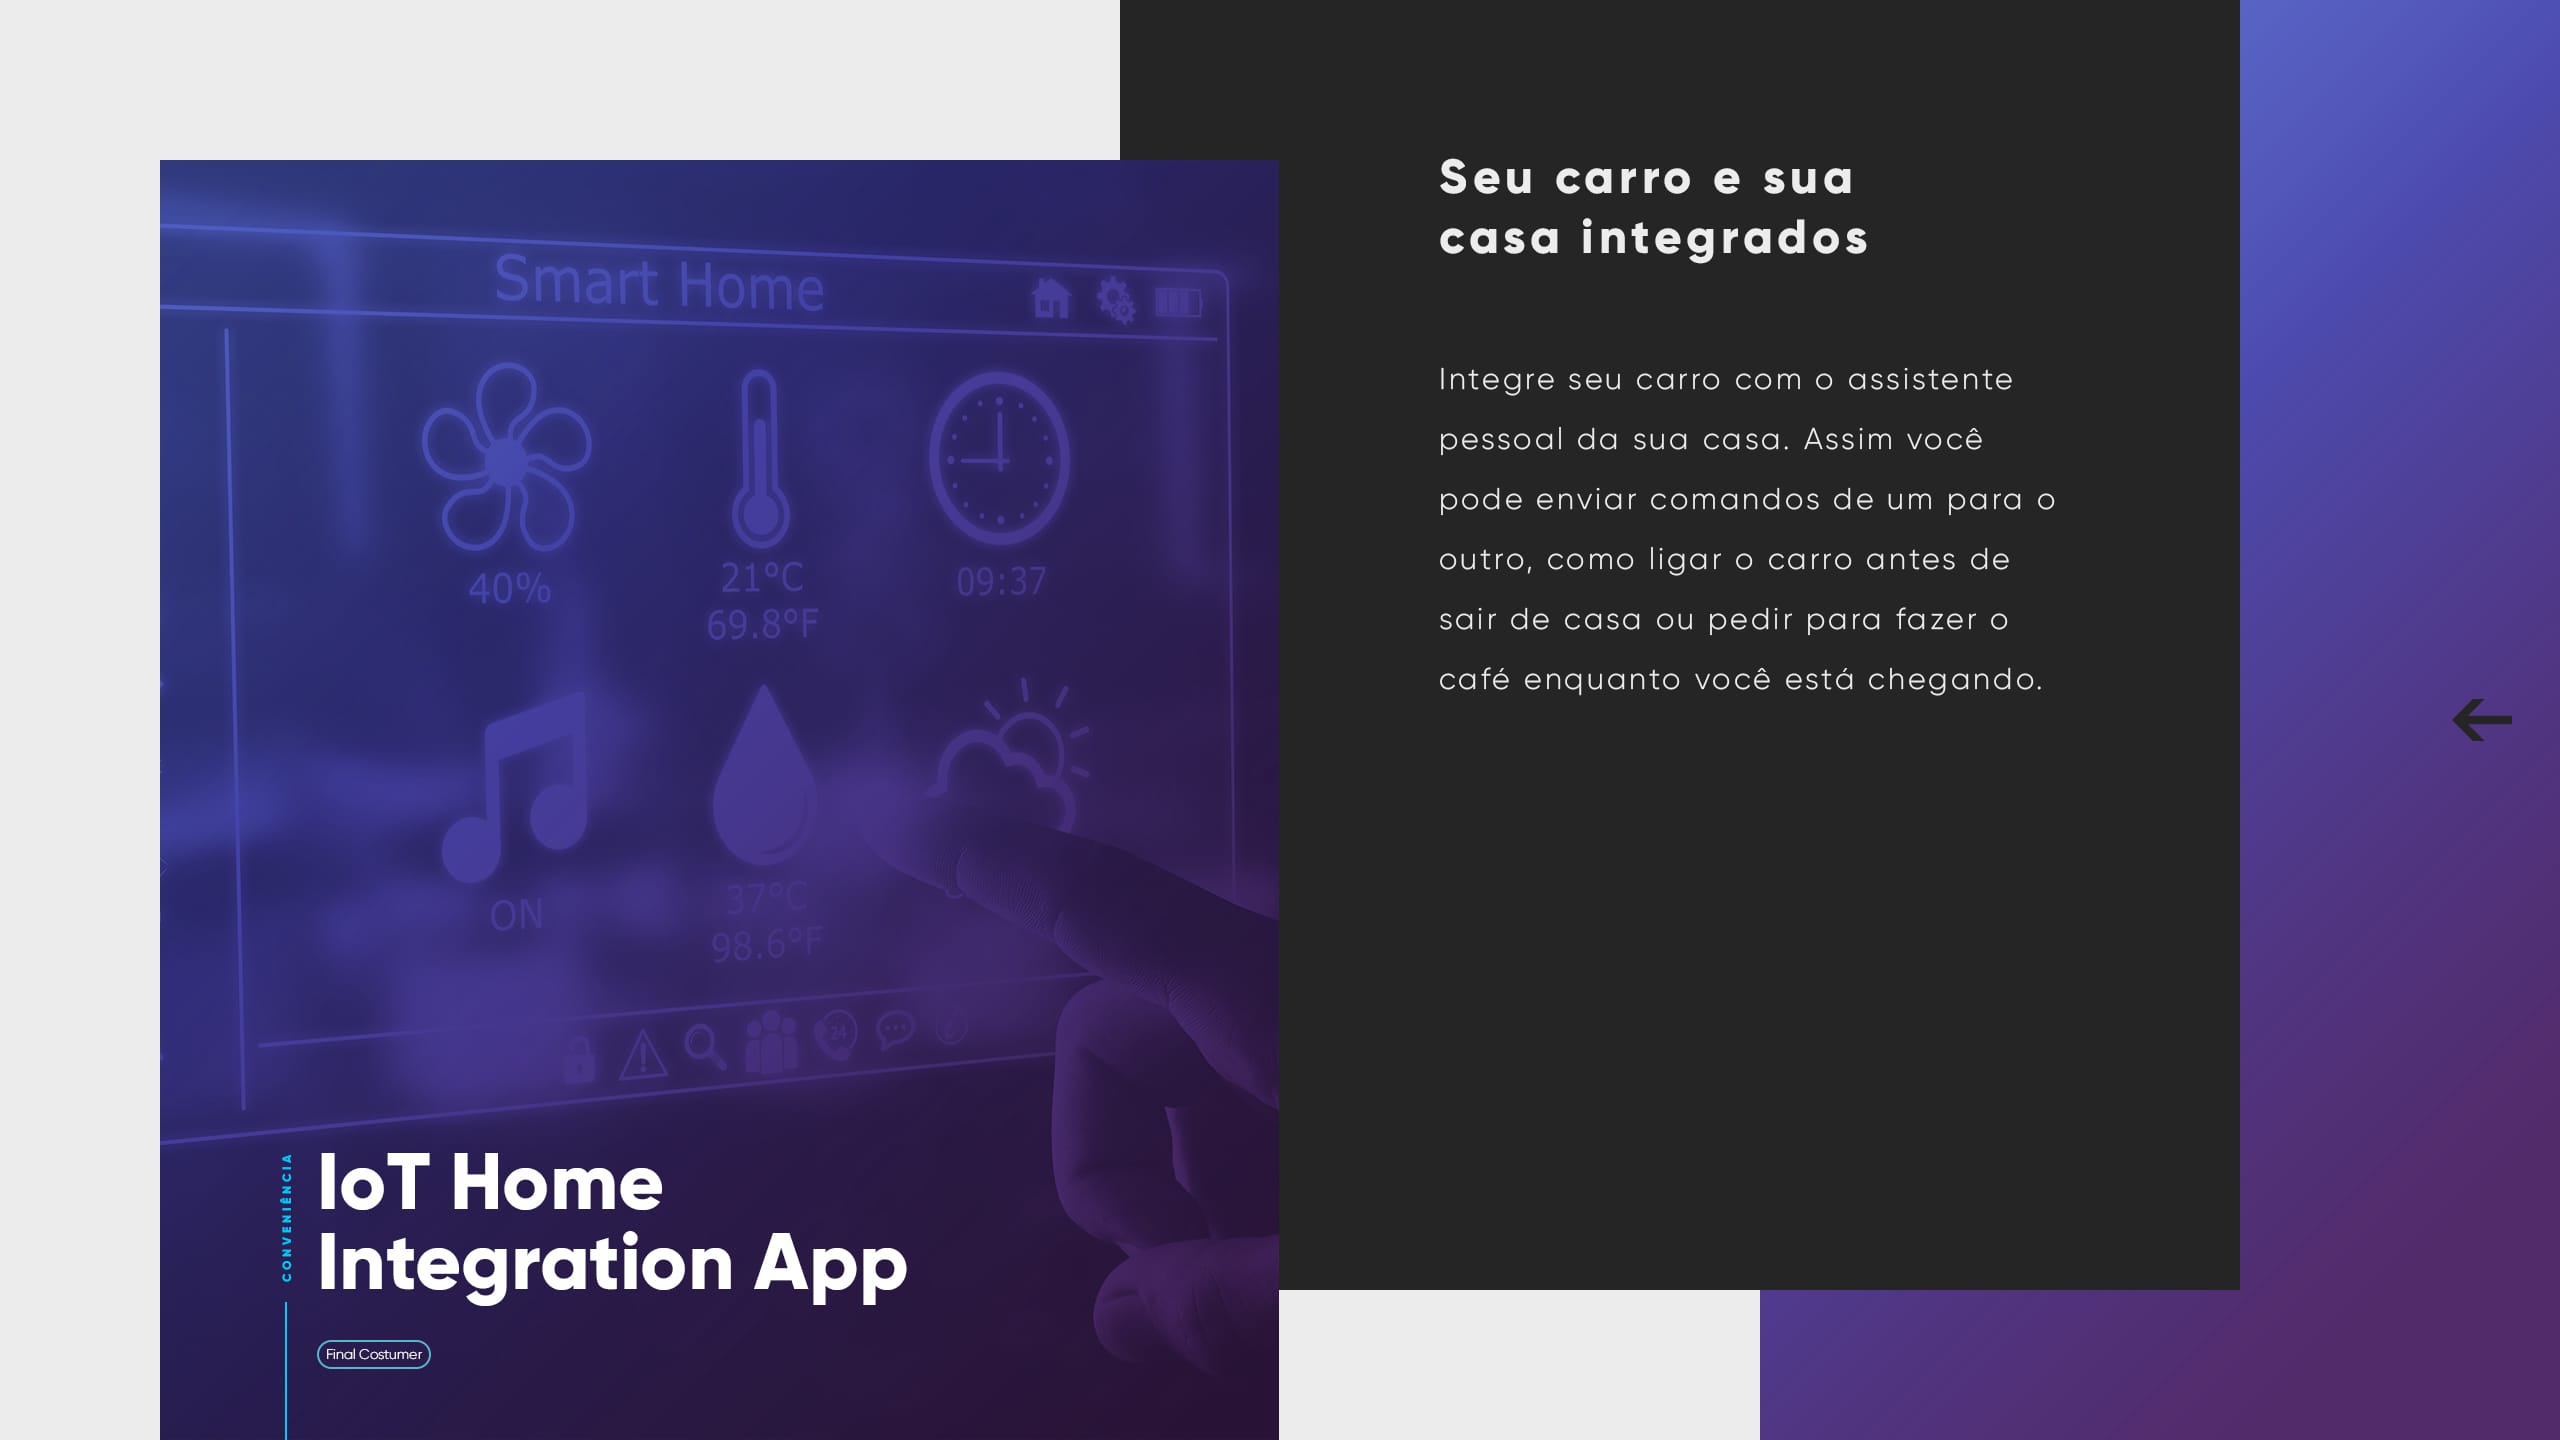 Smart Home
40%
21°C
69.8°F
09:37
ON
37°C
98.6°F
24
CONVENIÊNCIA
IoT Home
Integration App
Final Costumer
Seu carro e sua
casa integrados
Integre seu carro com o assistente
pessoal da sua casa. Assim você
pode enviar comandos de um para o
outro, como ligar o carro antes de
sair de casa ou pedir para fazer o
café enquanto você está chegando.